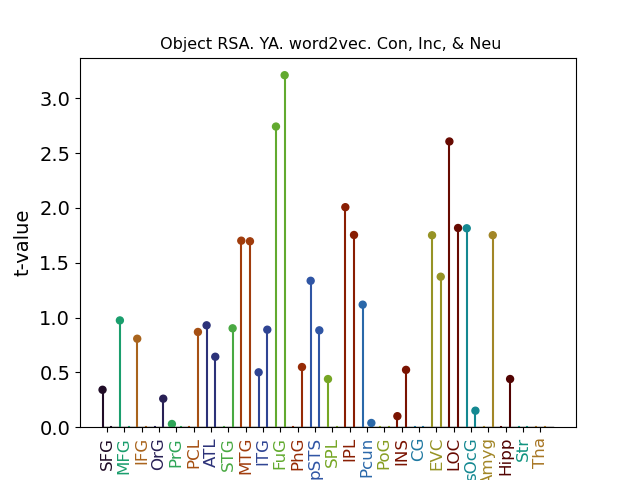 Object RSA. YA. word2vec. Con, Inc, & Neu
t-value
3.0
2.5
2.0
1.5
1.0
0.5
0.0
SFG
MFG
IFG
OrG
PrG
PCL
ATL
STG
MTG
ITG
FuG
PhG
pSTS
SPL
IPL
Pcun
PoG
INS
CG
EVC
LOC
sOcG
Amyg
Hipp
Str
Tha